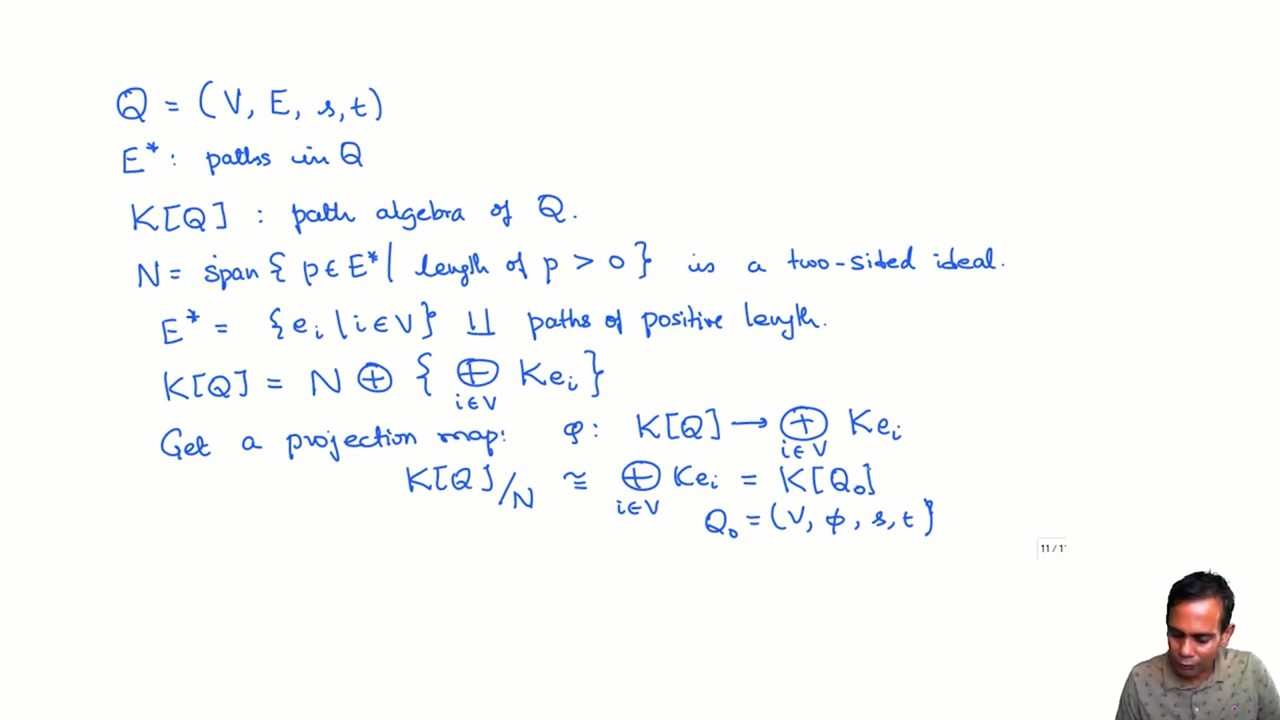 Q = (V, E, s, t)
E* : paths in Q
K[Q] : path algebra of Q.
N = span { p ∈ E* | length of p > 0 } is a two-sided ideal.
E* = { e_i | i ∈ V } ⨿ paths of positive length.
K[Q] = N ⊕ { ⊕_{i∈V} Ke_i }
Get a projection map: φ: K[Q] → ⊕_{i∈V} Ke_i
K[Q]/N ≅ ⊕_{i∈V} Ke_i = K[Q_0]
Q_0 = (V, ϕ, s, t}